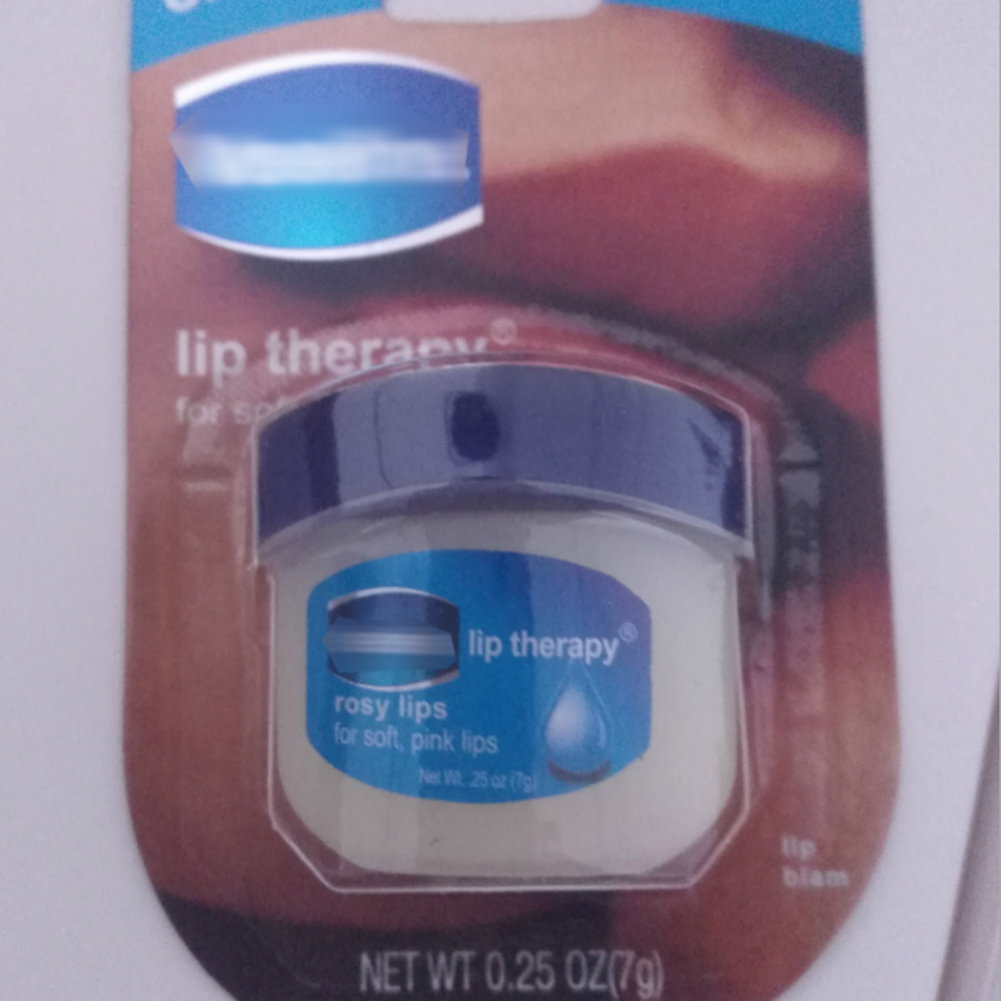 lip therapy®
for
lip therapy®
rosy lips
for soft, pink lips
Net Wt. .25 oz (7g)
lip
blam
NET WT 0.25 OZ(7g)